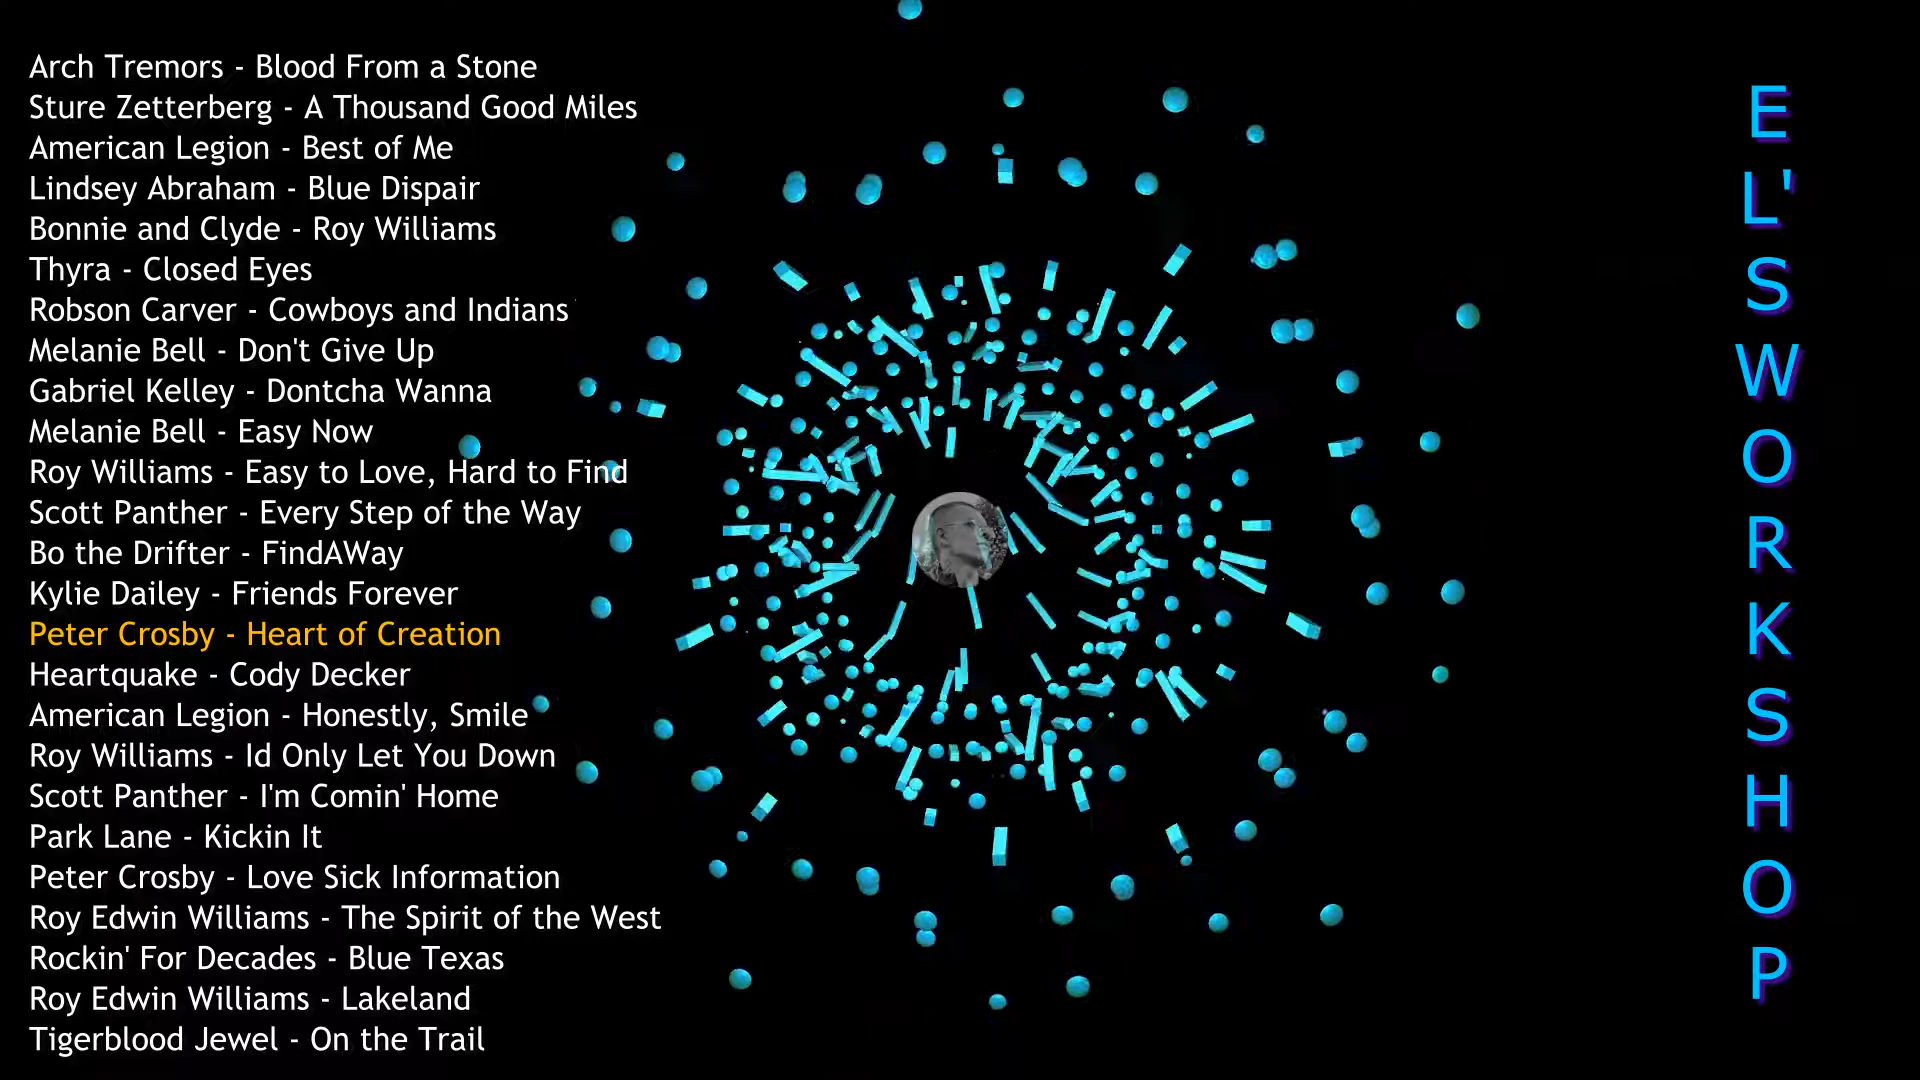 Arch Tremors - Blood From a Stone
Sture Zetterberg - A Thousand Good Miles
American Legion - Best of Me
Lindsey Abraham - Blue Dispair
Bonnie and Clyde - Roy Williams
Thyra - Closed Eyes
Robson Carver - Cowboys and Indians
Melanie Bell - Don't Give Up
Gabriel Kelley - Dontcha Wanna
Melanie Bell - Easy Now
Roy Williams - Easy to Love, Hard to Find
Scott Panther - Every Step of the Way
Bo the Drifter - FindAWay
Kylie Dailey - Friends Forever
Peter Crosby - Heart of Creation
Heartquake - Cody Decker
American Legion - Honestly, Smile
Roy Williams - Id Only Let You Down
Scott Panther - I'm Comin' Home
Park Lane - Kickin It
Peter Crosby - Love Sick Information
Roy Edwin Williams - The Spirit of the West
Rockin' For Decades - Blue Texas
Roy Edwin Williams - Lakeland
Tigerblood Jewel - On the Trail
EL'S WORKSHOP